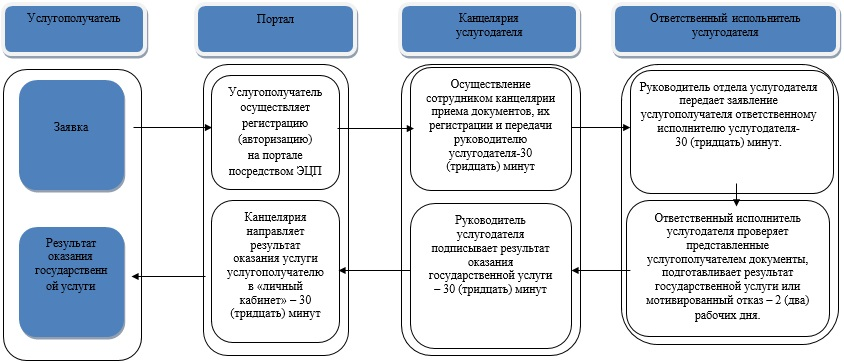 Услугополучатель
Портал
Канцелярия
услугодателя
Ответственный испольнитель
услугодателя
Заявка
Услугополучатель
осуществляет
регистрацию
(авторизацию)
на портале
посредством ЭЦП
Осуществление
сотрудником канцелярии
приема документов, их
регистрации и передачи
руководителю
услугодателя-30
(тридцать) минут
Руководитель отдела услугодателя
передает заявление
услугополучателя ответственному
исполнителю услугодателя-
30 (тридцать) минут.
Результат
оказания
государственн
ой услуги
Канцелярия
направляет
результат
оказания услуги
услугополучателю
в «личный
кабинет» – 30
(тридцать) минут
Руководитель
услугодателя
подписывает результат
оказания
государственной услуги
– 30 (тридцать) минут
Ответственный исполнитель
услугодателя проверяет
представленные
услугополучателем документы,
подготавливает результат
государственной услуги или
мотивированный отказ – 2 (два)
рабочих дня.